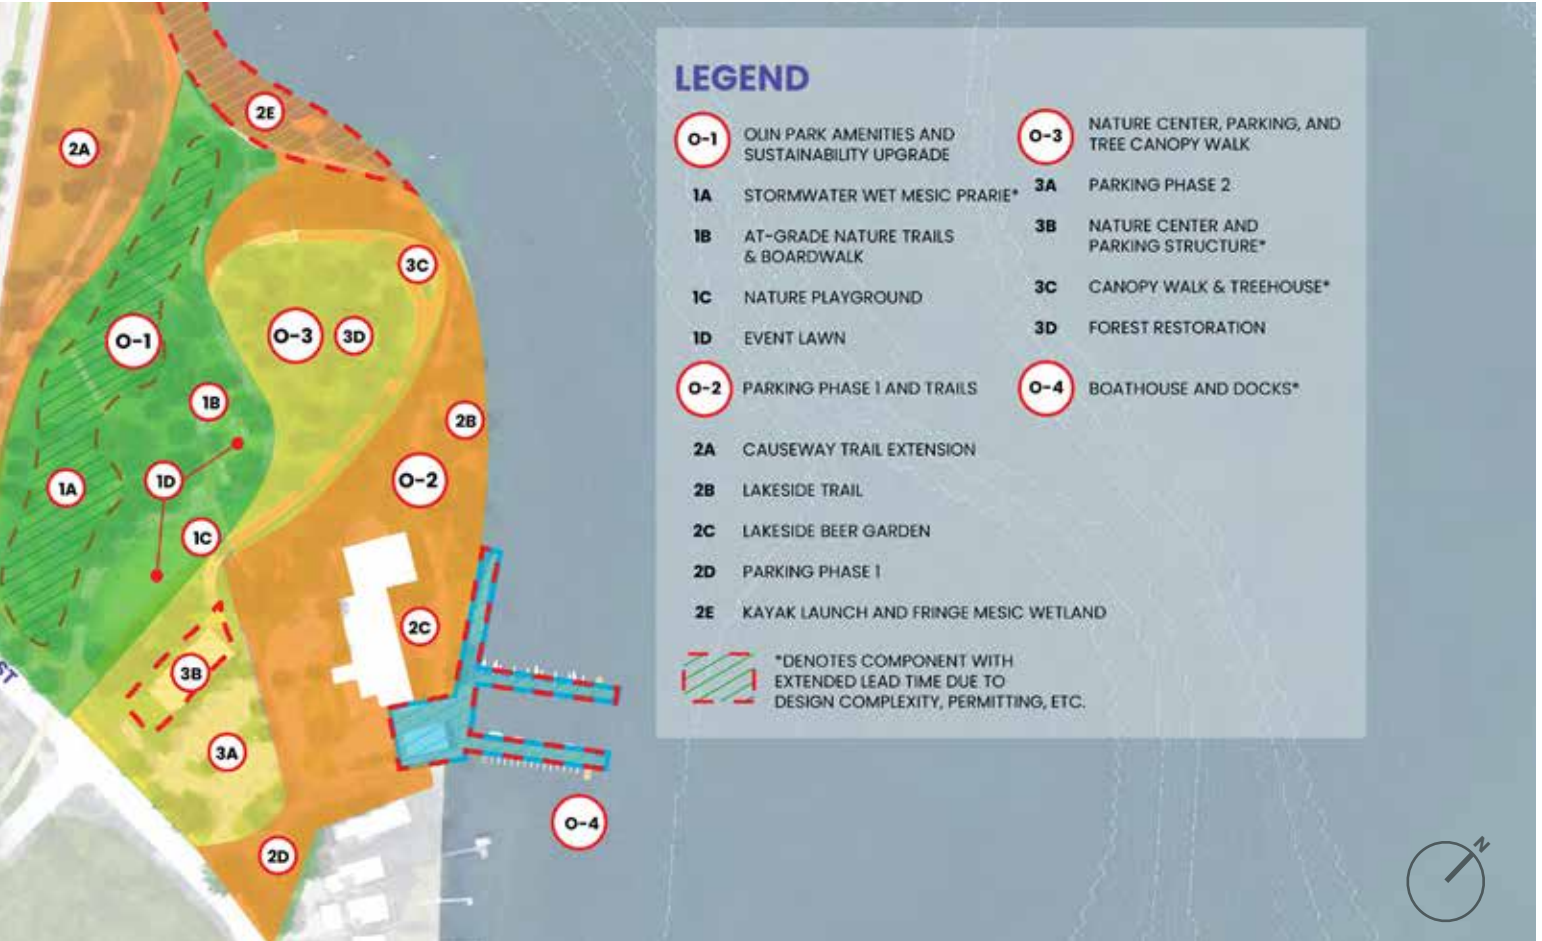 2E
2A
3C
O-1
O-3
3D
1B
2B
1A
1D
O-2
1C
2C
3B
3A
O-4
2D
ST
LEGEND
O-1 OLIN PARK AMENITIES AND
SUSTAINABILITY UPGRADE
1A STORMWATER WET MESIC PRARIE*
1B AT-GRADE NATURE TRAILS
& BOARDWALK
1C NATURE PLAYGROUND
1D EVENT LAWN
O-2 PARKING PHASE 1 AND TRAILS
2A CAUSEWAY TRAIL EXTENSION
2B LAKESIDE TRAIL
2C LAKESIDE BEER GARDEN
2D PARKING PHASE 1
2E KAYAK LAUNCH AND FRINGE MESIC WETLAND
O-3 NATURE CENTER, PARKING, AND
TREE CANOPY WALK
3A PARKING PHASE 2
3B NATURE CENTER AND
PARKING STRUCTURE*
3C CANOPY WALK & TREEHOUSE*
3D FOREST RESTORATION
O-4 BOATHOUSE AND DOCKS*
*DENOTES COMPONENT WITH
EXTENDED LEAD TIME DUE TO
DESIGN COMPLEXITY, PERMITTING, ETC.
N